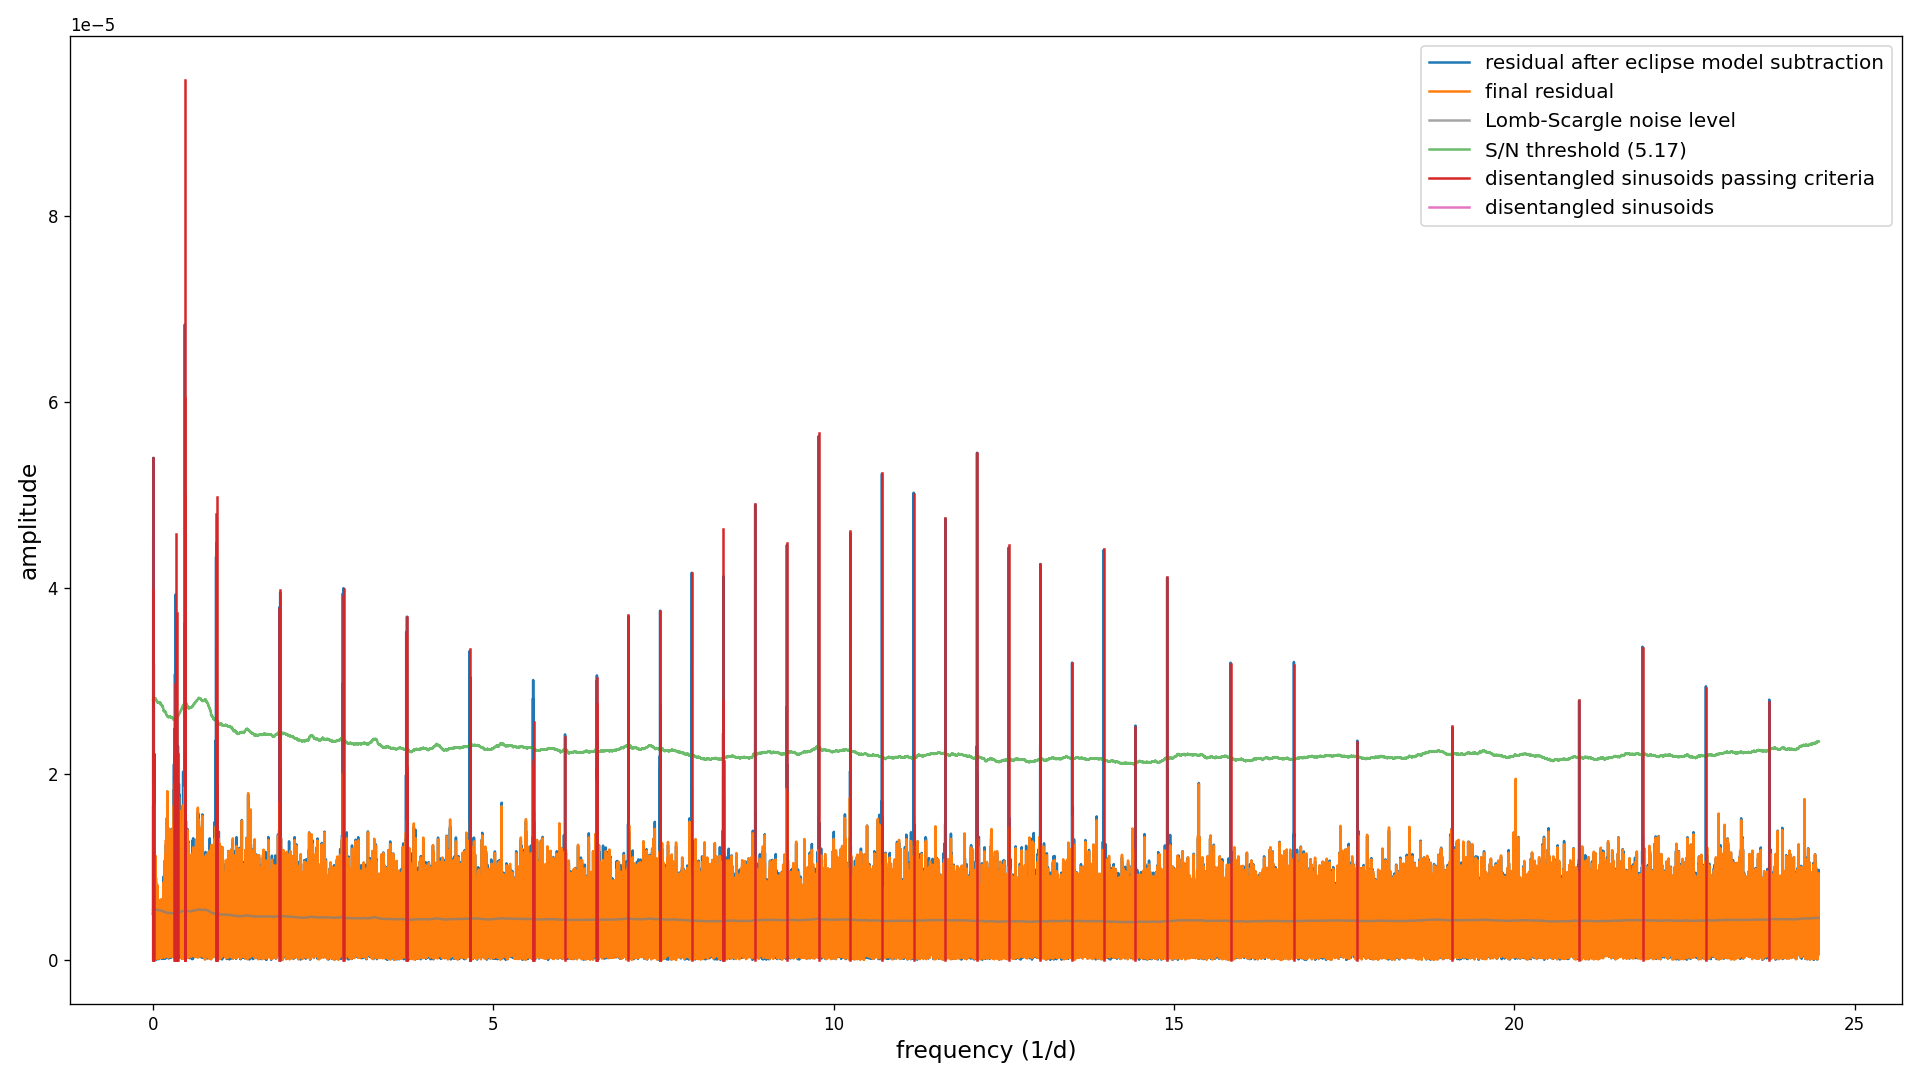 1e−5
residual after eclipse model subtraction
final residual
Lomb-Scargle noise level
S/N threshold (5.17)
disentangled sinusoids passing criteria
disentangled sinusoids
8
6
4
2
0
amplitude
0 5 10 15 20 25
frequency (1/d)